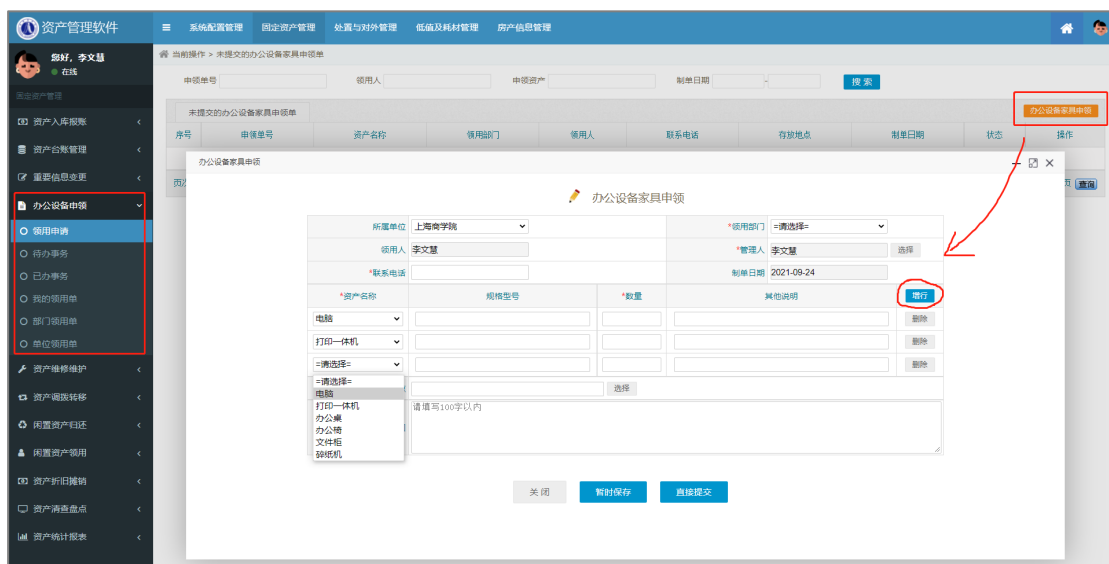 资产管理软件
系统配置管理 固定资产管理 处置与对外管理 低值及耗材管理 房产信息管理
您好，李文慧
在线
当前操作 > 未提交的办公设备家具申领单
申领单号 领用人 申领资产 制单日期 - 搜索
固定资产管理
未提交的办公设备家具申领单 办公设备家具申领
资产入库报账
序号 申领单号 资产名称 领用部门 领用人 联系电话 存放地点 制单日期 状态 操作
资产台账管理
办公设备家具申领
重要信息变更
页 查询
办公设备申领
办公设备家具申领
领用申请
所属单位 上海商学院 *领用部门 =请选择=
待办事务
领用人 李文慧 *管理人 李文慧 选择
已办事务
*联系电话 制单日期 2021-09-24
我的领用单
*资产名称 规格型号 *数量 其他说明 增行
部门领用单
电脑 删除
单位领用单
打印一体机 删除
资产维修维护
=请选择= 删除
=请选择=
电脑 选择
资产调拨转移
打印一体机 请填写100字以内
办公桌
闲置资产归还
办公椅
文件柜
碎纸机
闲置资产领用
资产折旧摊销
关闭 暂时保存 直接提交
资产清查盘点
资产统计报表